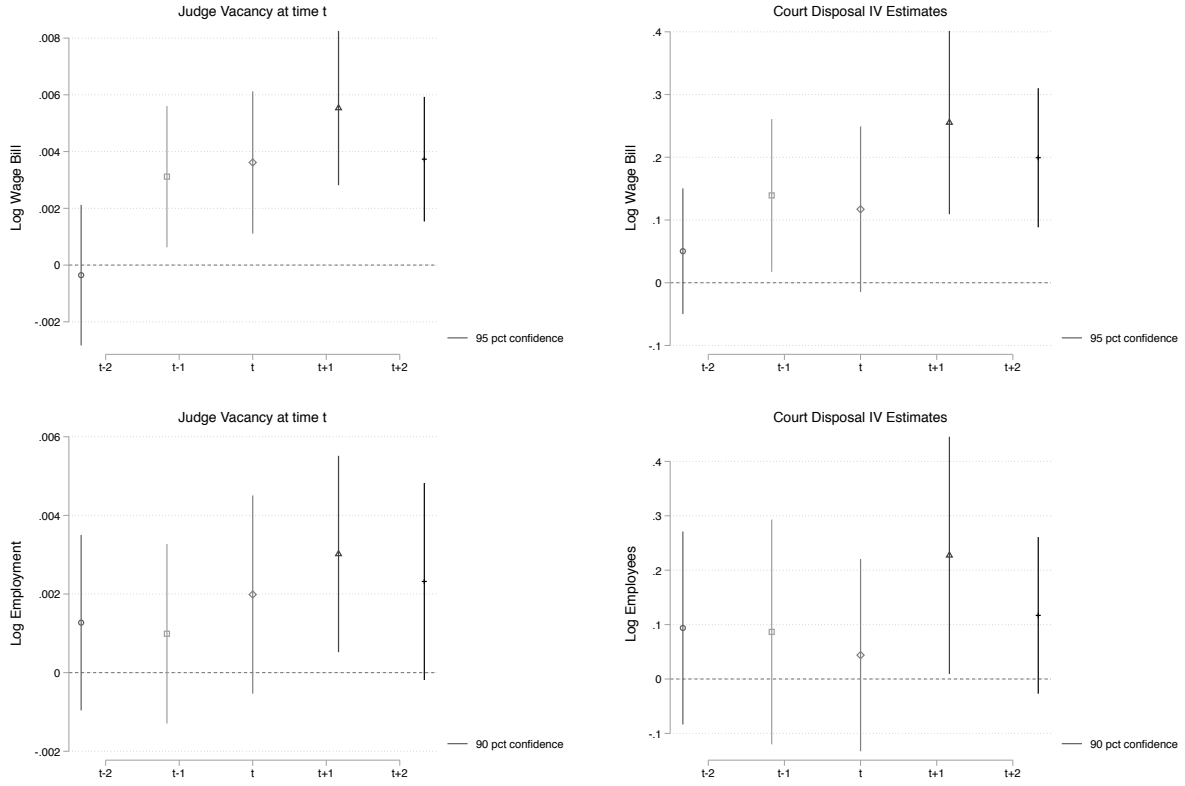 Judge Vacancy at time t
Log Wage Bill
.008
.006
.004
.002
0
-.002
t-2 t-1 t t+1 t+2
95 pct confidence
Court Disposal IV Estimates
Log Wage Bill
.4
.3
.2
.1
0
-.1
t-2 t-1 t t+1 t+2
95 pct confidence
Judge Vacancy at time t
Log Employment
.006
.004
.002
0
-.002
t-2 t-1 t t+1 t+2
90 pct confidence
Court Disposal IV Estimates
Log Employees
.4
.3
.2
.1
0
-.1
t-2 t-1 t t+1 t+2
90 pct confidence